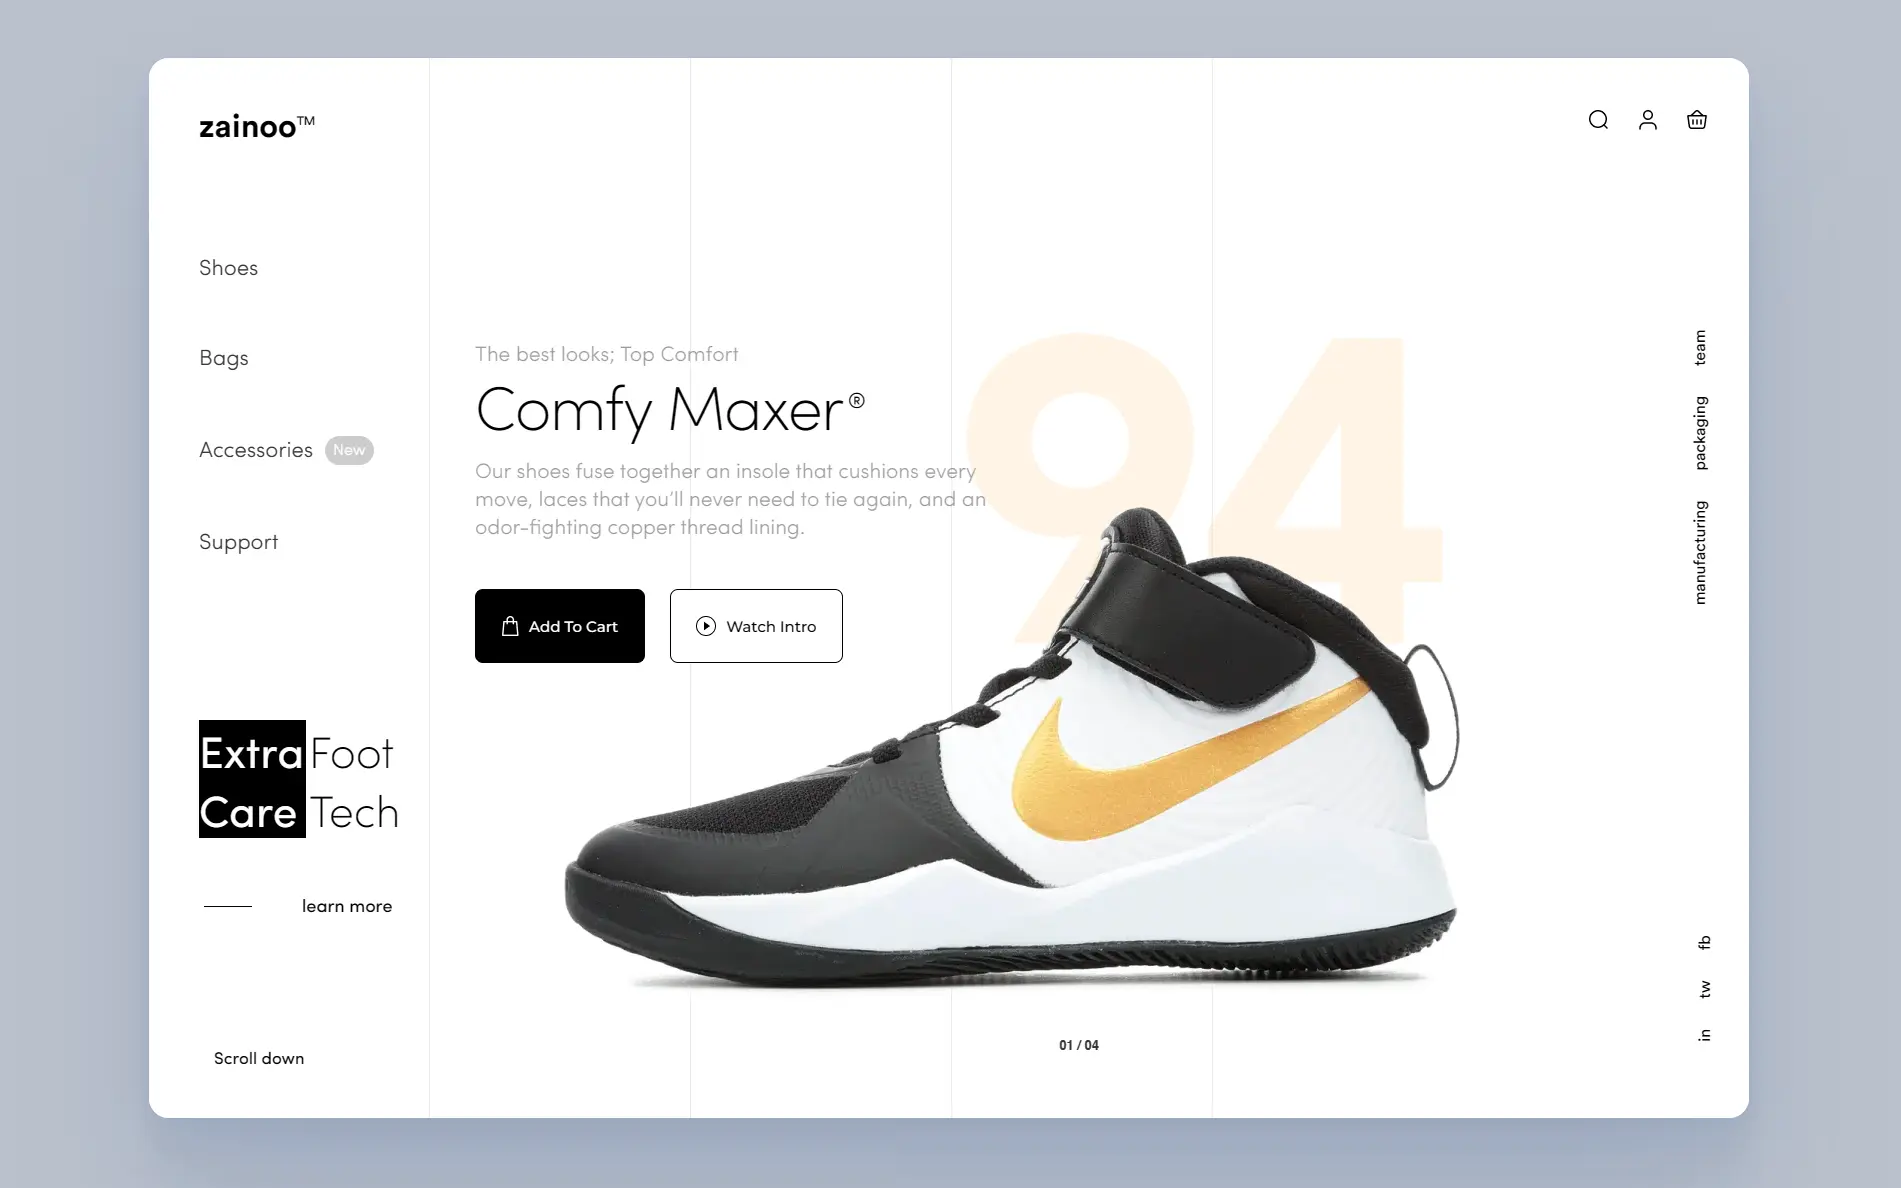 zainoo™
Shoes
Bags
Accessories New
Support
Extra Foot
Care Tech
learn more
Scroll down
The best looks; Top Comfort
Comfy Maxer®
Our shoes fuse together an insole that cushions every
move, laces that you'll never need to tie again, and an
odor-fighting copper thread lining.
Add To Cart
Watch Intro
94
01 / 04
team
packaging
manufacturing
fb
tw
in